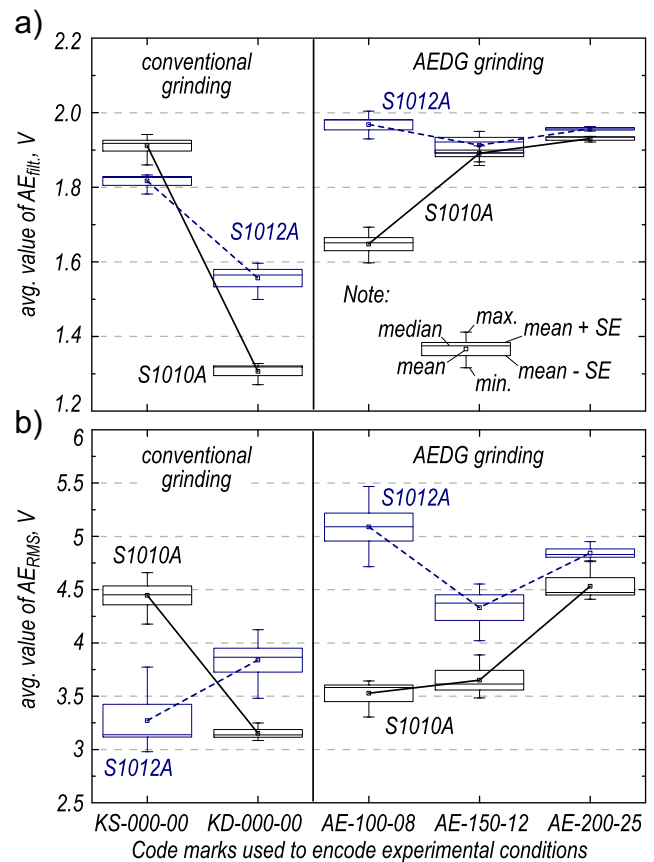 a)
avg. value of AE_filt., V
2.2
2.0
1.8
1.6
1.4
1.2
conventional
grinding
AEDG grinding
S1012A
S1012A
S1010A
S1010A
Note:
max.
median
mean + SE
mean
mean - SE
min.
b)
avg. value of AE_RMS, V
6
5.5
5
4.5
4
3.5
3
2.5
conventional
grinding
AEDG grinding
S1012A
S1010A
S1010A
S1012A
KS-000-00 KD-000-00 AE-100-08 AE-150-12 AE-200-25
Code marks used to encode experimental conditions